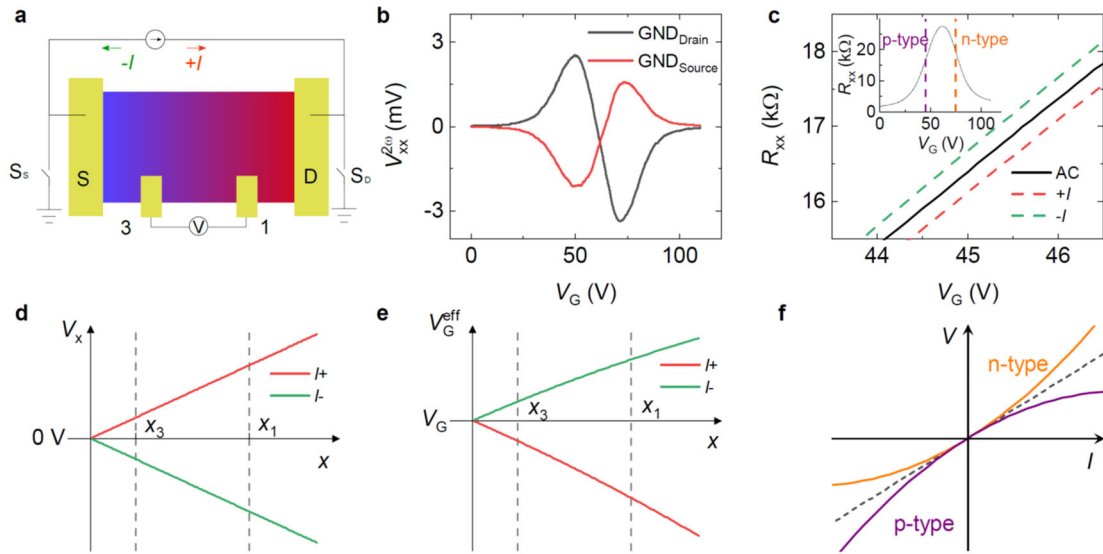 a
-I
+I
S_S
S
D
S_D
3
V
1
b
GND_Drain
GND_Source
V_xx^2ω (mV)
3
0
-3
0
50
100
V_G (V)
c
R_xx (kΩ)
18
17
16
44
45
46
V_G (V)
p-type
n-type
R_xx (kΩ)
20
10
0
0
50
100
V_G (V)
AC
+I
-I
d
V_x
I+
I-
0 V
x_3
x_1
x
e
V_G^eff
I+
I-
V_G
x_3
x_1
x
f
V
n-type
I
p-type